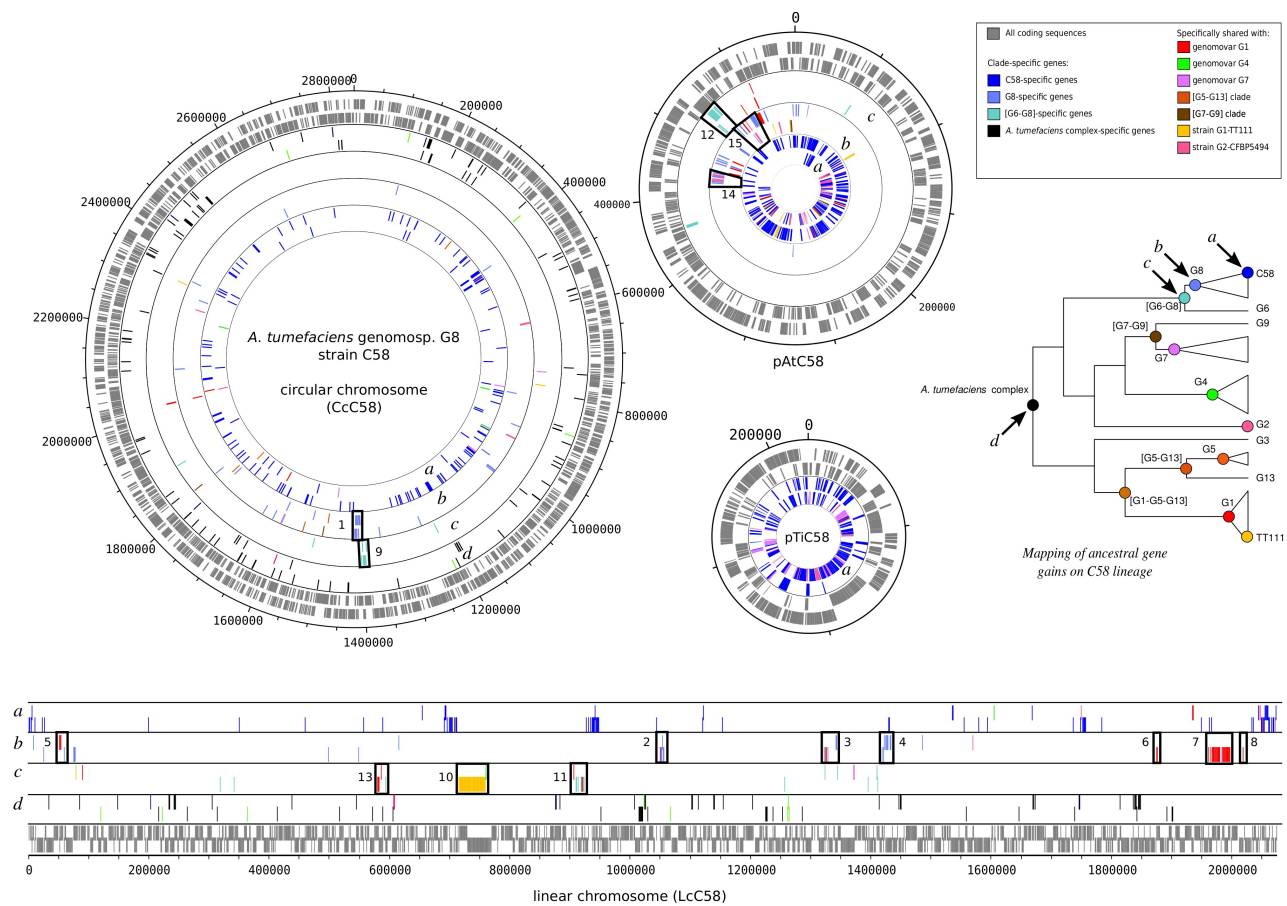 0
2800000
200000
2600000
400000
2400000
600000
2200000
A. tumefaciens genomosp. G8
strain C58
circular chromosome
(CcC58)
800000
2000000
a
b
1
c
1000000
9
d
1800000
1200000
1600000
1400000
0
12
15
c
b
a
14
400000
200000
pAtC58
0
200000
pTiC58
a
All coding sequences
Clade-specific genes:
C58-specific genes
G8-specific genes
[G6-G8]-specific genes
A. tumefaciens complex-specific genes
Specifically shared with:
genomovar G1
genomovar G4
genomovar G7
[G5-G13] clade
[G7-G9] clade
strain G1-TT111
strain G2-CFBP5494
a
b
c
G8
C58
[G6-G8]
G6
[G7-G9]
G9
G7
G4
A. tumefaciens complex
d
G2
G3
[G5-G13]
G5
G13
[G1-G5-G13]
G1
TT111
Mapping of ancestral gene
gains on C58 lineage
a
b 5 2 3 4 6 7 8
c 13 10 11
d
0 200000 400000 600000 800000 1000000 1200000 1400000 1600000 1800000 2000000
linear chromosome (LcC58)